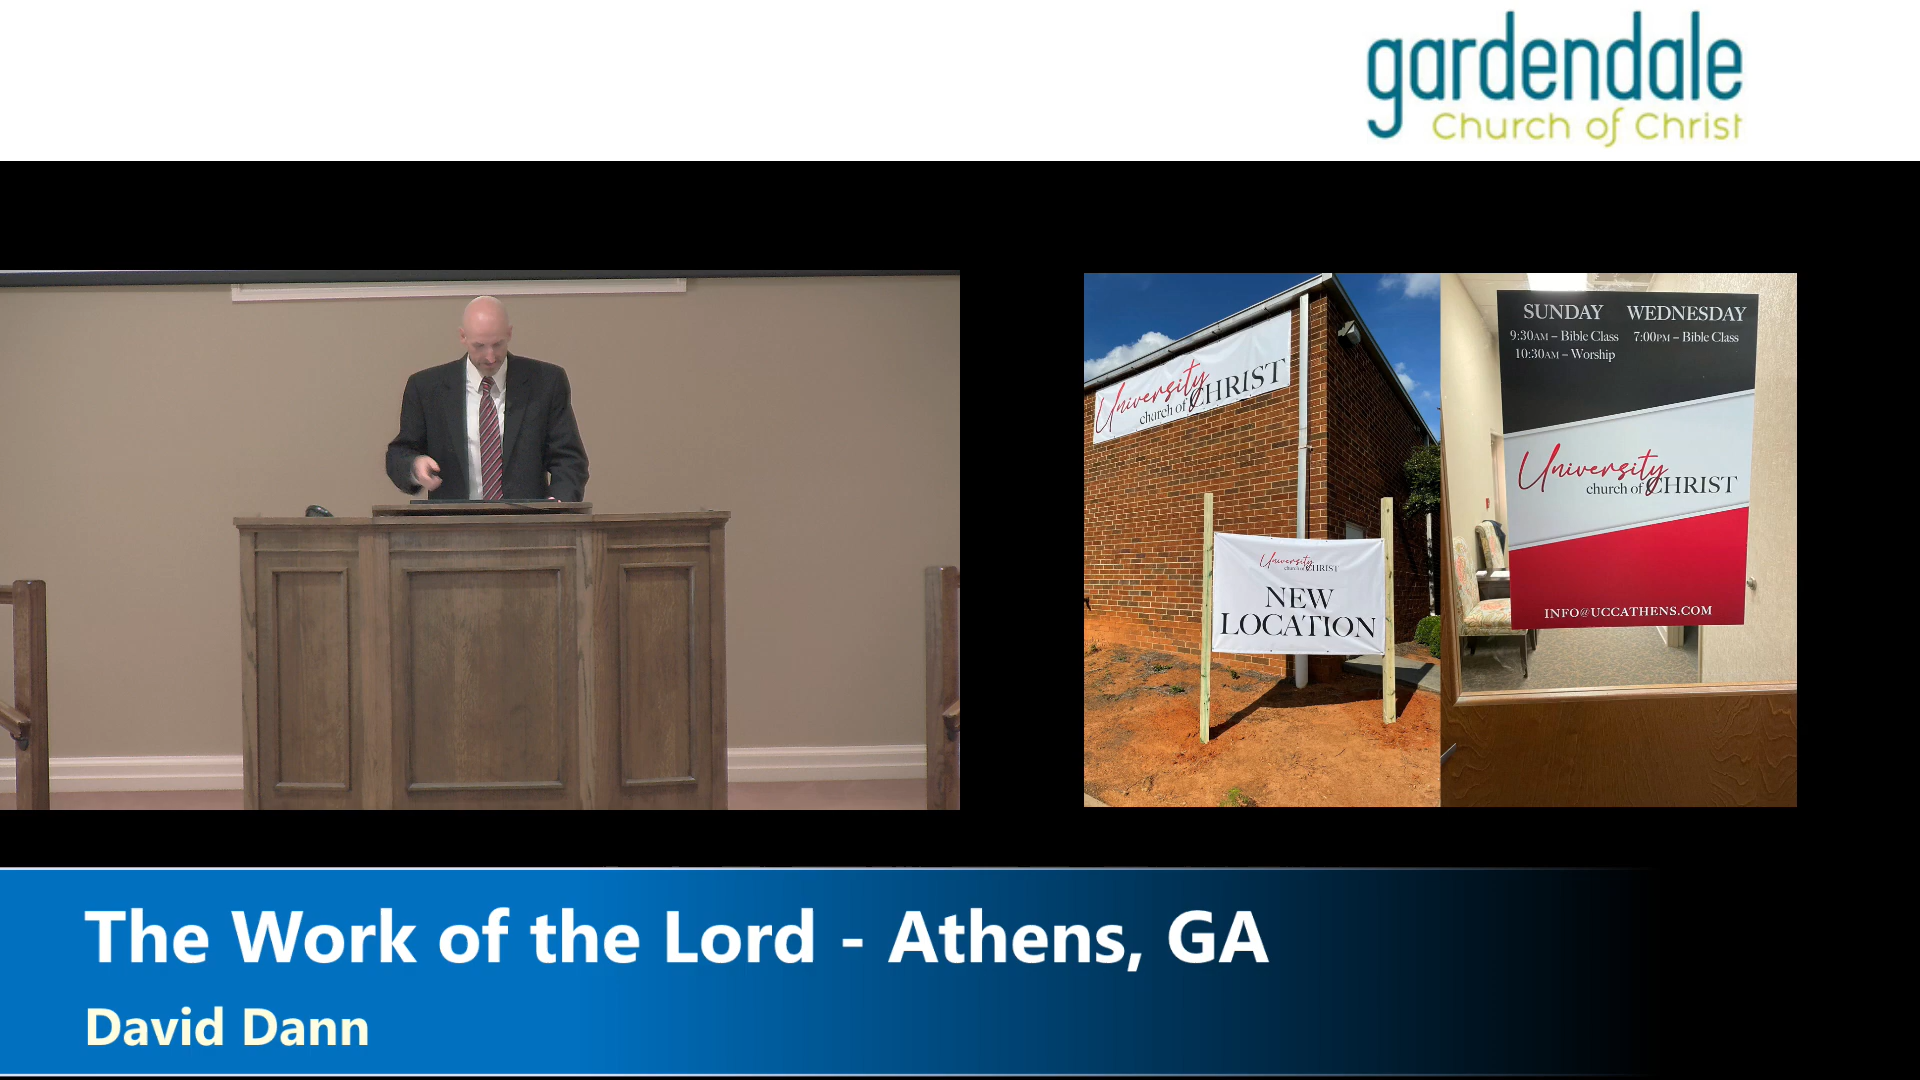 gardendale
Church of Christ
University
church of CHRIST
University
church of CHRIST
NEW
LOCATION
SUNDAY WEDNESDAY
9:30AM – Bible Class 7:00PM – Bible Class
10:30AM – Worship
University
church of CHRIST
INFO@UCCATHENS.COM
The Work of the Lord - Athens, GA
David Dann